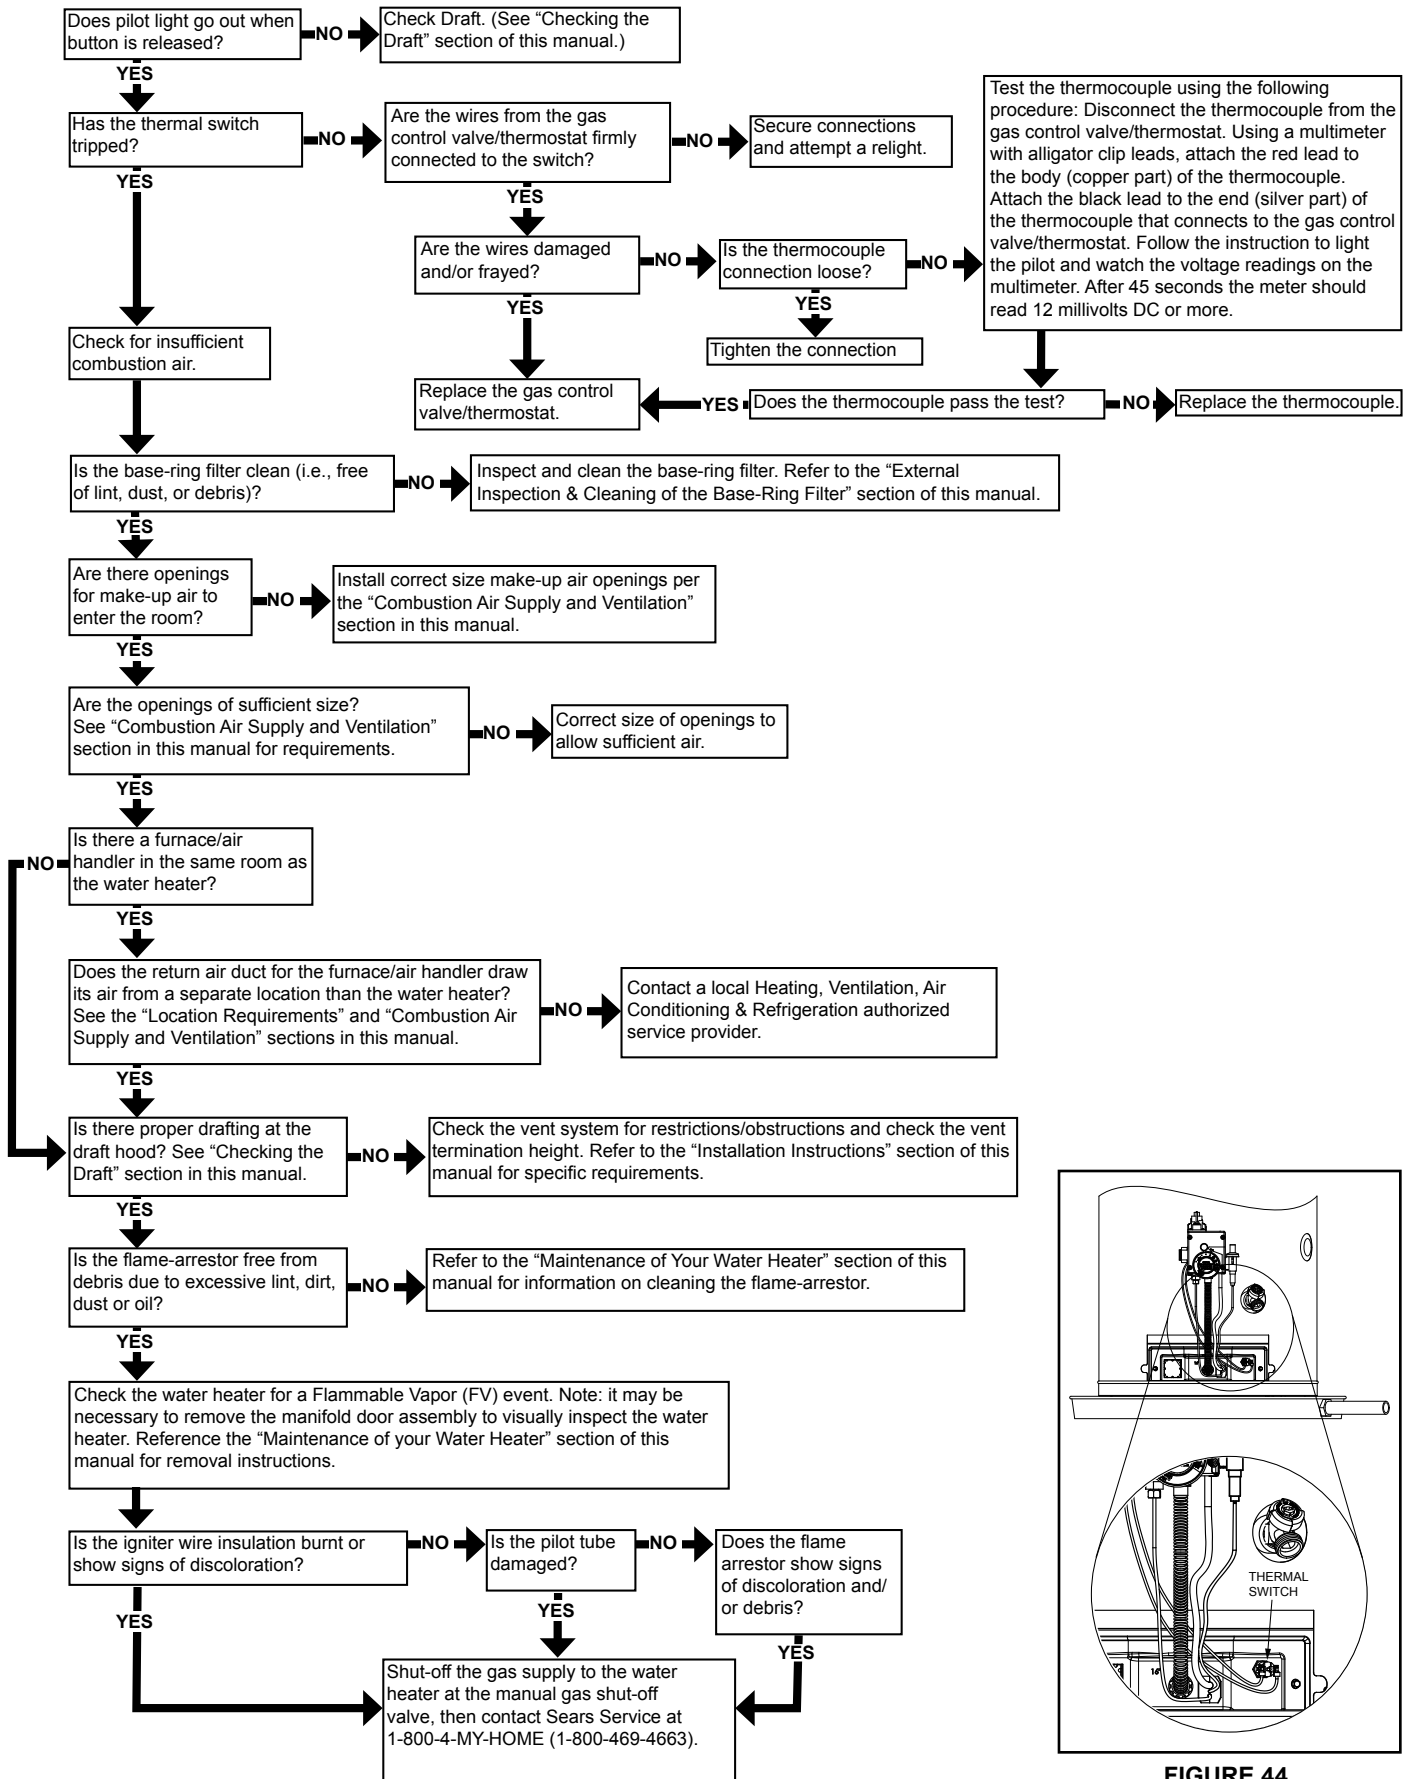 Does pilot light go out when
button is released?
NO
Check Draft. (See “Checking the
Draft” section of this manual.)
YES
Has the thermal switch
tripped?
NO
Are the wires from the gas
control valve/thermostat firmly
connected to the switch?
NO
Secure connections
and attempt a relight.
Test the thermocouple using the following
procedure: Disconnect the thermocouple from the
gas control valve/thermostat. Using a multimeter
with alligator clip leads, attach the red lead to
the body (copper part) of the thermocouple.
Attach the black lead to the end (silver part) of
the thermocouple that connects to the gas control
valve/thermostat. Follow the instruction to light
the pilot and watch the voltage readings on the
multimeter. After 45 seconds the meter should
read 12 millivolts DC or more.
YES
YES
Are the wires damaged
and/or frayed?
NO
Is the thermocouple
connection loose?
NO
YES
YES
Tighten the connection
Check for insufficient
combustion air.
Replace the gas control
valve/thermostat.
YES
Does the thermocouple pass the test?
NO
Replace the thermocouple.
Is the base-ring filter clean (i.e., free
of lint, dust, or debris)?
NO
Inspect and clean the base-ring filter. Refer to the “External
Inspection & Cleaning of the Base-Ring Filter” section of this manual.
YES
Are there openings
for make-up air to
enter the room?
NO
Install correct size make-up air openings per
the “Combustion Air Supply and Ventilation”
section in this manual.
YES
Are the openings of sufficient size?
See “Combustion Air Supply and Ventilation”
section in this manual for requirements.
NO
Correct size of openings to
allow sufficient air.
YES
Is there a furnace/air
handler in the same room as
the water heater?
NO
YES
Does the return air duct for the furnace/air handler draw
its air from a separate location than the water heater?
See the “Location Requirements” and “Combustion Air
Supply and Ventilation” sections in this manual.
NO
Contact a local Heating, Ventilation, Air
Conditioning & Refrigeration authorized
service provider.
YES
Is there proper drafting at the
draft hood? See “Checking the
Draft” section in this manual.
NO
Check the vent system for restrictions/obstructions and check the vent
termination height. Refer to the “Installation Instructions” section of this
manual for specific requirements.
YES
Is the flame-arrestor free from
debris due to excessive lint, dirt,
dust or oil?
NO
Refer to the “Maintenance of Your Water Heater” section of this
manual for information on cleaning the flame-arrestor.
YES
Check the water heater for a Flammable Vapor (FV) event. Note: it may be
necessary to remove the manifold door assembly to visually inspect the water
heater. Reference the “Maintenance of your Water Heater” section of this
manual for removal instructions.
Is the igniter wire insulation burnt or
show signs of discoloration?
NO
Is the pilot tube
damaged?
NO
Does the flame
arrestor show signs
of discoloration and/
or debris?
YES
YES
YES
Shut-off the gas supply to the water
heater at the manual gas shut-off
valve, then contact Sears Service at
1-800-4-MY-HOME (1-800-469-4663).
THERMAL
SWITCH
16
FIGURE 44